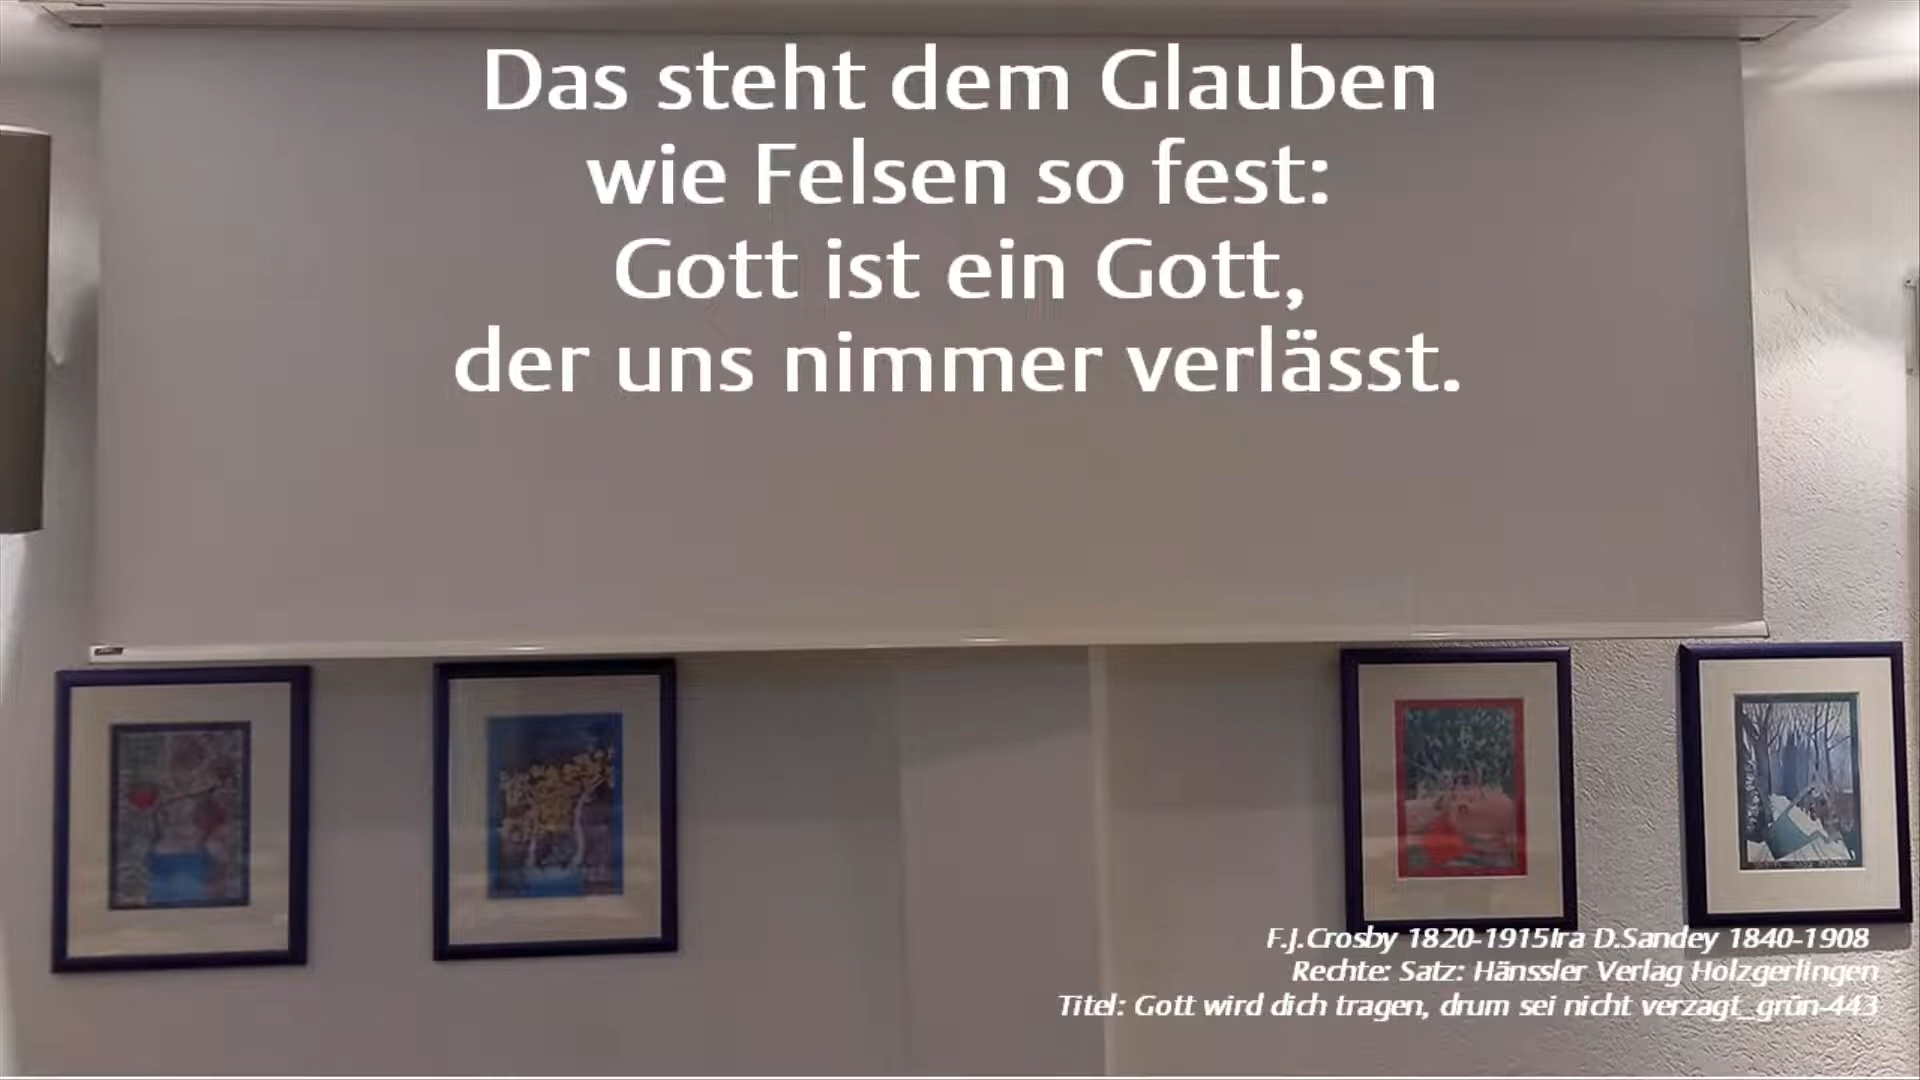 Das steht dem Glauben
wie Felsen so fest:
Gott ist ein Gott,
der uns nimmer verlässt.
F.J.Crosby 1820-1915Ira D.Sandey 1840-1908
Rechte: Satz: Hänssler Verlag Holzgerlingen
Titel: Gott wird dich tragen, drum sei nicht verzagt_grün-443